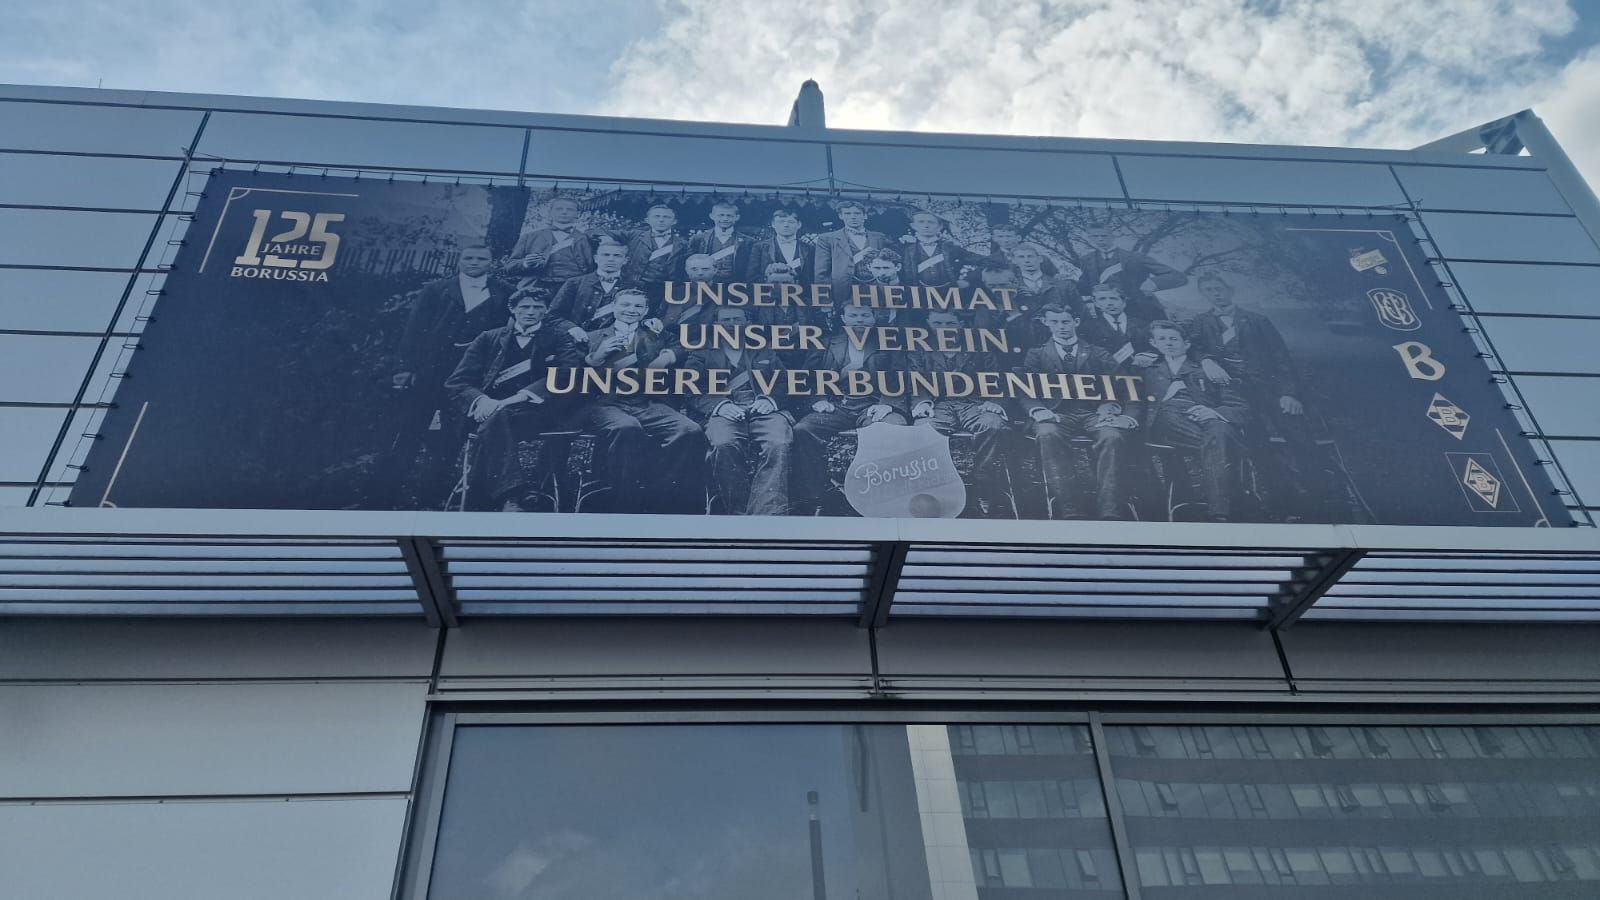 125
JAHRE
BORUSSIA
UNSERE HEIMAT.
UNSER VEREIN.
UNSERE VERBUNDENHEIT.
Borussia
B
B
B